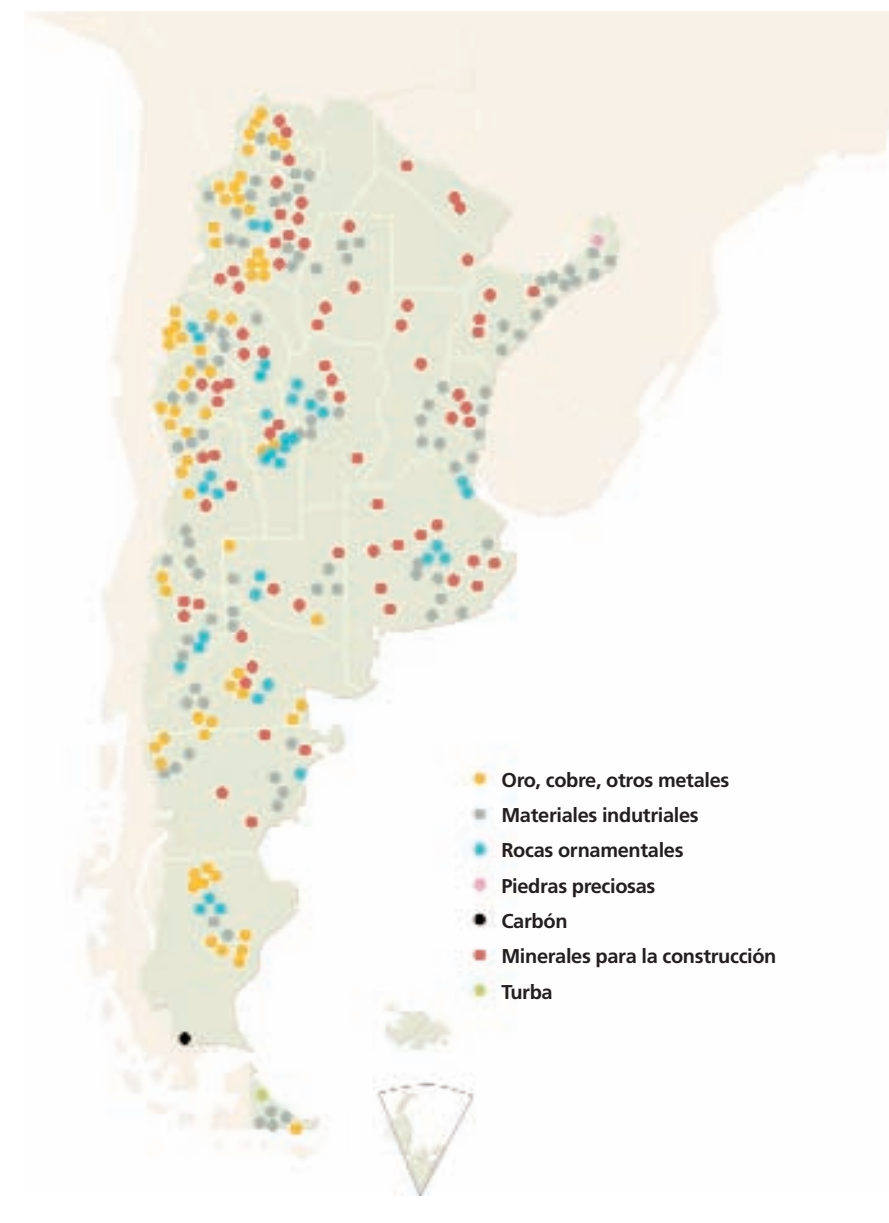 Oro, cobre, otros metales
Materiales indutriales
Rocas ornamentales
Piedras preciosas
Carbón
Minerales para la construcción
Turba